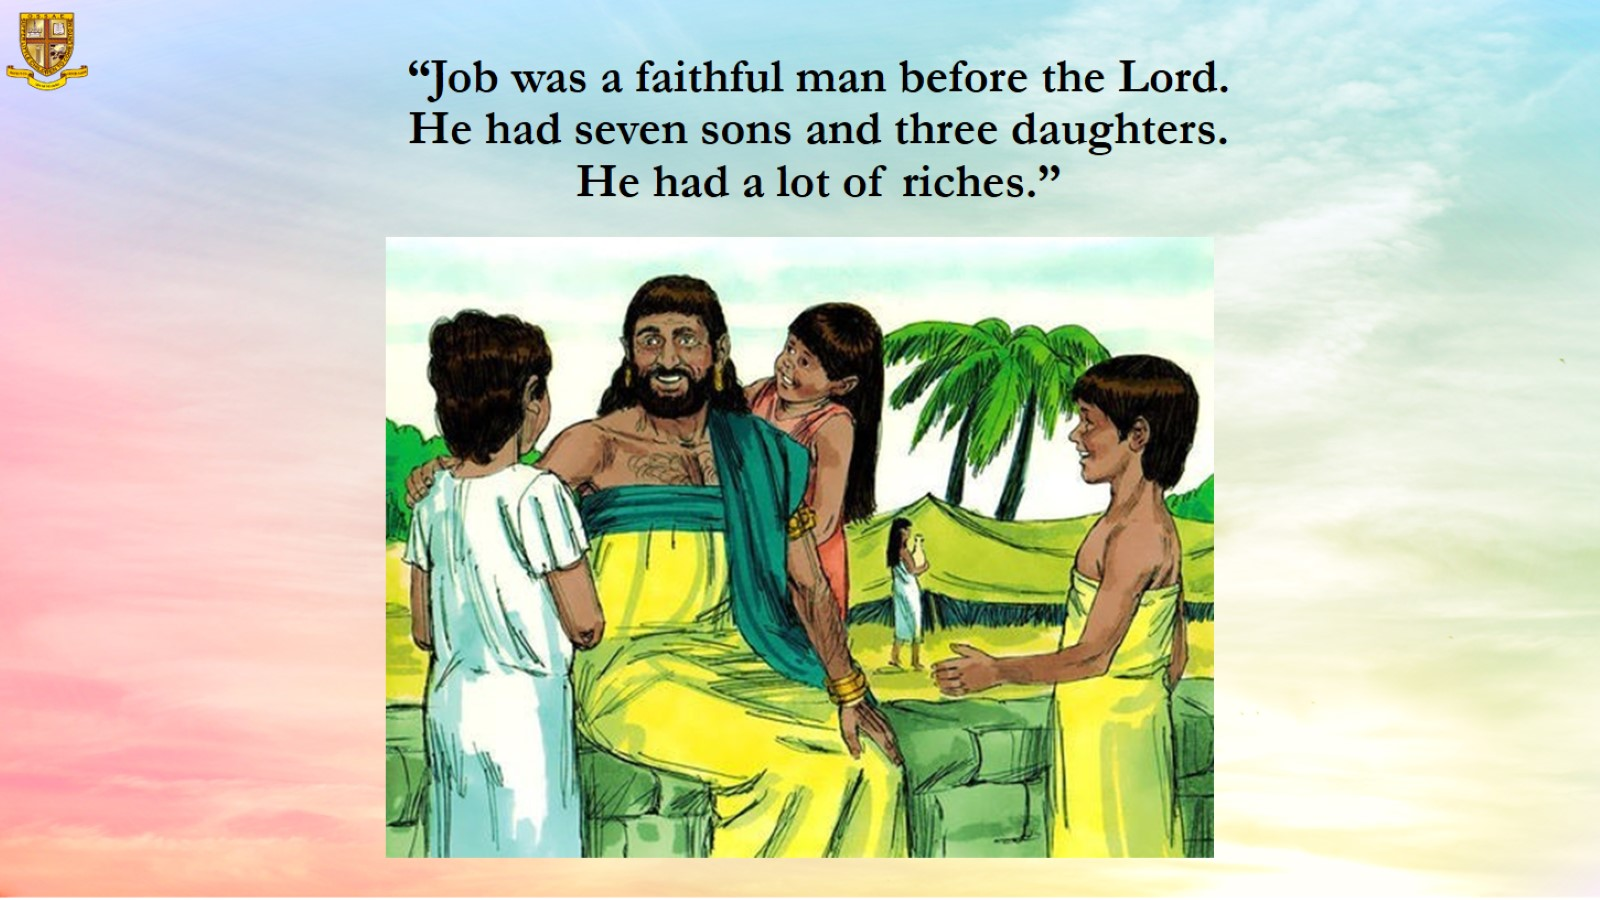 “Job was a faithful man before the Lord.
He had seven sons and three daughters.
He had a lot of riches.”